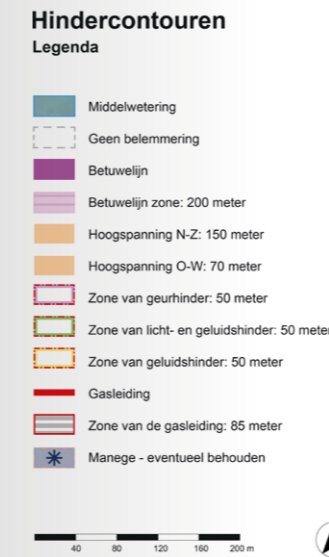 Hindercontouren
Legenda
Middelwetering
Geen belemmering
Betuwelijn
Betuwelijn zone: 200 meter
Hoogspanning N-Z: 150 meter
Hoogspanning O-W: 70 meter
Zone van geurhinder: 50 meter
Zone van licht- en geluidshinder: 50 meter
Zone van geluidshinder: 50 meter
Gasleiding
Zone van de gasleiding: 85 meter
Manege - eventueel behouden
40 80 120 160 200 m